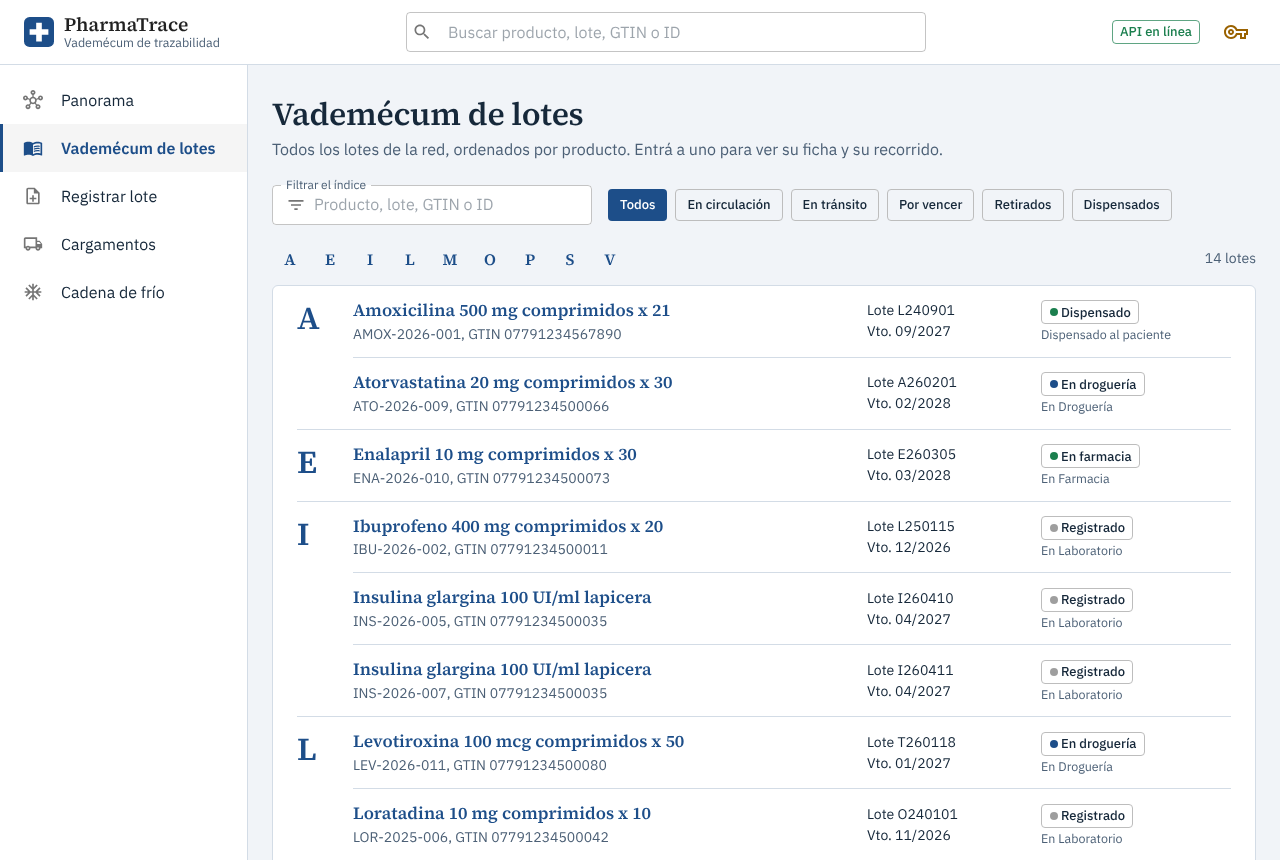 PharmaTrace
Vademécum de trazabilidad
Buscar producto, lote, GTIN o ID
API en línea
Panorama
Vademécum de lotes
Registrar lote
Cargamentos
Cadena de frío
Vademécum de lotes
Todos los lotes de la red, ordenados por producto. Entrá a uno para ver su ficha y su recorrido.
Filtrar el índice
Producto, lote, GTIN o ID
Todos
En circulación
En tránsito
Por vencer
Retirados
Dispensados
A E I L M O P S V
14 lotes
A
Amoxicilina 500 mg comprimidos x 21
AMOX-2026-001, GTIN 07791234567890
Lote L240901
Vto. 09/2027
Dispensado
Dispensado al paciente
Atorvastatina 20 mg comprimidos x 30
ATO-2026-009, GTIN 07791234500066
Lote A260201
Vto. 02/2028
En droguería
En Droguería
E
Enalapril 10 mg comprimidos x 30
ENA-2026-010, GTIN 07791234500073
Lote E260305
Vto. 03/2028
En farmacia
En Farmacia
I
Ibuprofeno 400 mg comprimidos x 20
IBU-2026-002, GTIN 07791234500011
Lote L250115
Vto. 12/2026
Registrado
En Laboratorio
Insulina glargina 100 UI/ml lapicera
INS-2026-005, GTIN 07791234500035
Lote I260410
Vto. 04/2027
Registrado
En Laboratorio
Insulina glargina 100 UI/ml lapicera
INS-2026-007, GTIN 07791234500035
Lote I260411
Vto. 04/2027
Registrado
En Laboratorio
L
Levotiroxina 100 mcg comprimidos x 50
LEV-2026-011, GTIN 07791234500080
Lote T260118
Vto. 01/2027
En droguería
En Droguería
Loratadina 10 mg comprimidos x 10
LOR-2025-006, GTIN 07791234500042
Lote O240101
Vto. 11/2026
Registrado
En Laboratorio